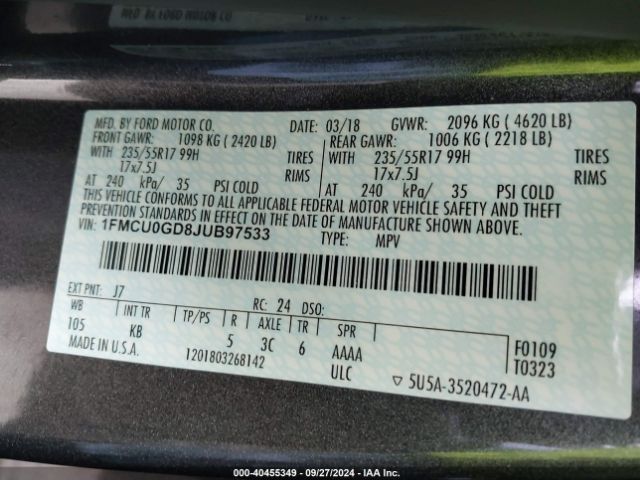 MFD. BY FORD MOTOR CO.
DATE: 03/18 GVWR: 2096 KG ( 4620 LB)
FRONT GAWR: 1098 KG ( 2420 LB)
REAR GAWR: 1006 KG ( 2218 LB)
WITH 235/55R17 99H TIRES
WITH 235/55R17 99H TIRES
17x7.5J RIMS
17x7.5J RIMS
AT 240 kPa/ 35 PSI COLD
AT 240 kPa/ 35 PSI COLD
THIS VEHICLE CONFORMS TO ALL APPLICABLE FEDERAL MOTOR VEHICLE SAFETY AND THEFT
PREVENTION STANDARDS IN EFFECT ON THE DATE OF MANUFACTURE SHOWN ABOVE.
VIN: 1FMCU0GD8JUB97533
TYPE: MPV
EXT PNT: J7 RC: 24 DSO:
WB INT TR TP/PS R AXLE TR SPR
105 KB 5 3C 6 AAAA
F0109
T0323
MADE IN U.S.A. 1201803268142 ULC
▽ 5U5A-3520472-AA
000-40455349 - 09/27/2024 - IAA Inc.